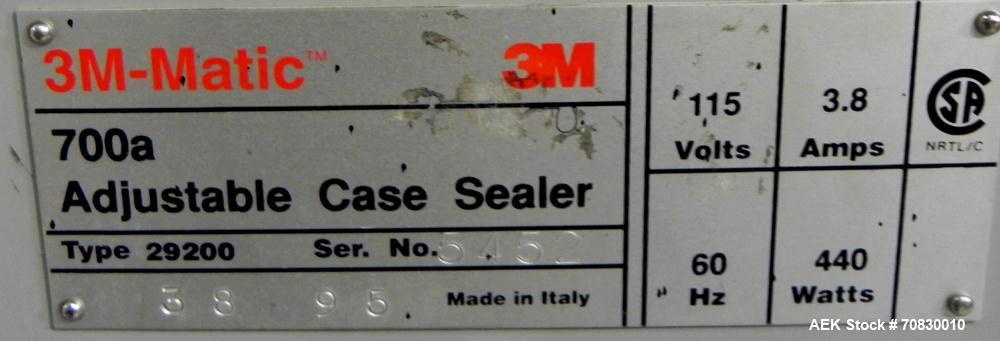 3M-Matic™ 3M
700a
Adjustable Case Sealer
Type 29200 Ser. No. 5452
38 95 Made in Italy
115
Volts
3.8
Amps
60
Hz
440
Watts
SA
NRTL/C
AEK Stock # 70830010